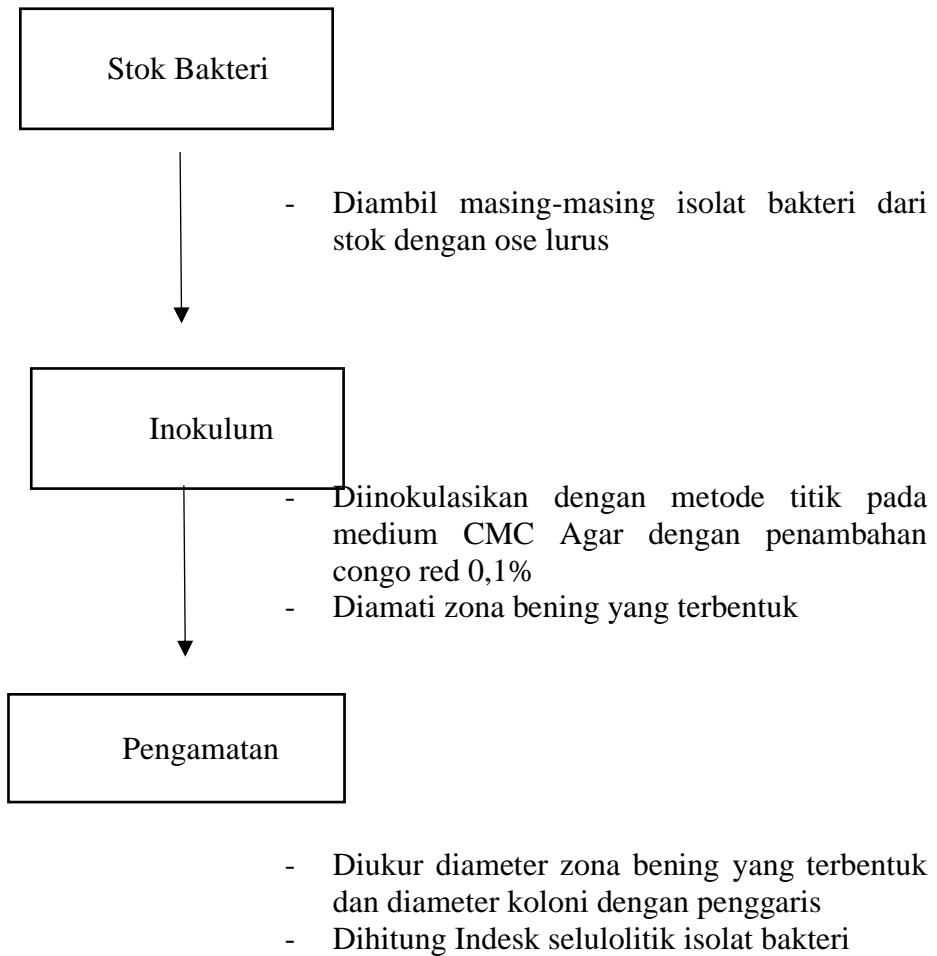 Stok Bakteri
- Diambil masing-masing isolat bakteri dari
stok dengan ose lurus
Inokulum
- Diinokulasikan dengan metode titik pada
medium CMC Agar dengan penambahan
congo red 0,1%
- Diamati zona bening yang terbentuk
Pengamatan
- Diukur diameter zona bening yang terbentuk
dan diameter koloni dengan penggaris
- Dihitung Indesk selulolitik isolat bakteri